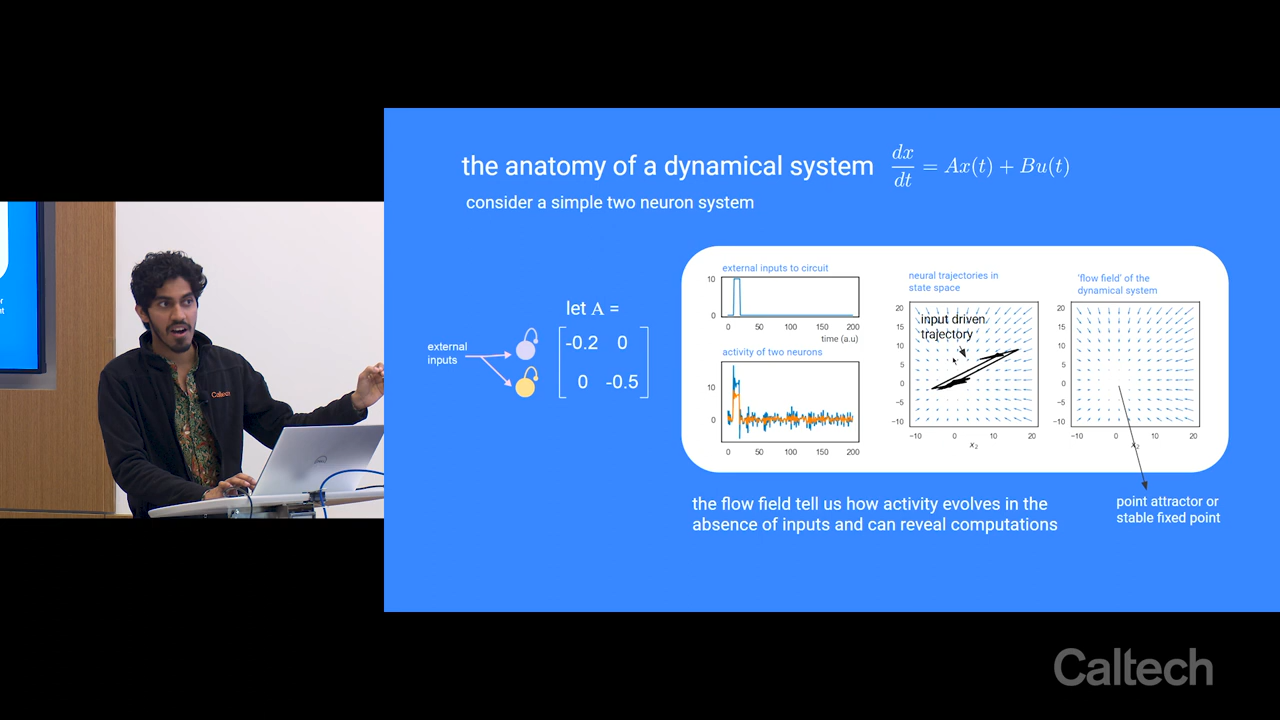 the anatomy of a dynamical system
dx/dt = Ax(t) + Bu(t)
consider a simple two neuron system
let A =
-0.2 0
0 -0.5
external
inputs
external inputs to circuit
10
0
0 50 100 150 200
time (a.u)
activity of two neurons
10
0
0 50 100 150 200
neural trajectories in
state space
20
15
10
5
0
−5
−10
input driven
trajectory
−10 0 10 20
x₂
'flow field' of the
dynamical system
20
15
10
5
0
−5
−10
−10 0 10 20
x₂
the flow field tell us how activity evolves in the
absence of inputs and can reveal computations
point attractor or
stable fixed point
Caltech
Caltech